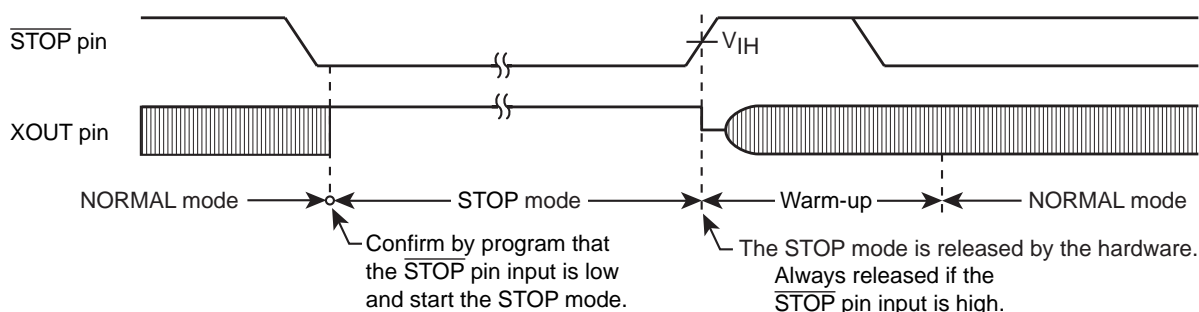 STOP pin
VIH
XOUT pin
NORMAL mode
STOP mode
Warm-up
NORMAL mode
Confirm by program that
the STOP pin input is low
and start the STOP mode.
The STOP mode is released by the hardware.
Always released if the
STOP pin input is high.